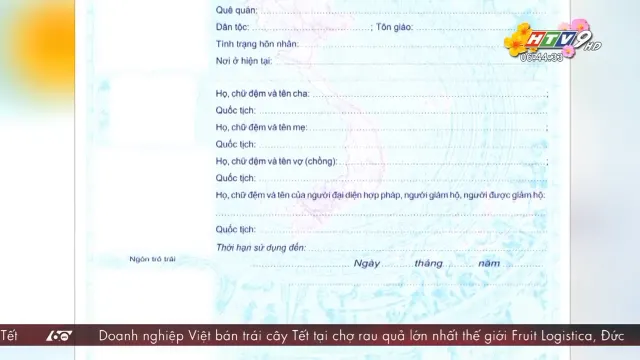 Quê quán:
Dân tộc: ; Tôn giáo:
Tình trạng hôn nhân:
Nơi ở hiện tại:
Họ, chữ đệm và tên cha: ;
Quốc tịch:
Họ, chữ đệm và tên mẹ: ;
Quốc tịch:
Họ, chữ đệm và tên vợ (chồng): ;
Quốc tịch:
Họ, chữ đệm và tên của người đại diện hợp pháp, người giám hộ, người được giám hộ:
Quốc tịch:
Thời hạn sử dụng đến:
Ngày tháng năm
Ngón trỏ trái
HTV9 HD
06:44:33
Tết 60 Doanh nghiệp Việt bán trái cây Tết tại chợ rau quả lớn nhất thế giới Fruit Logistica, Đức